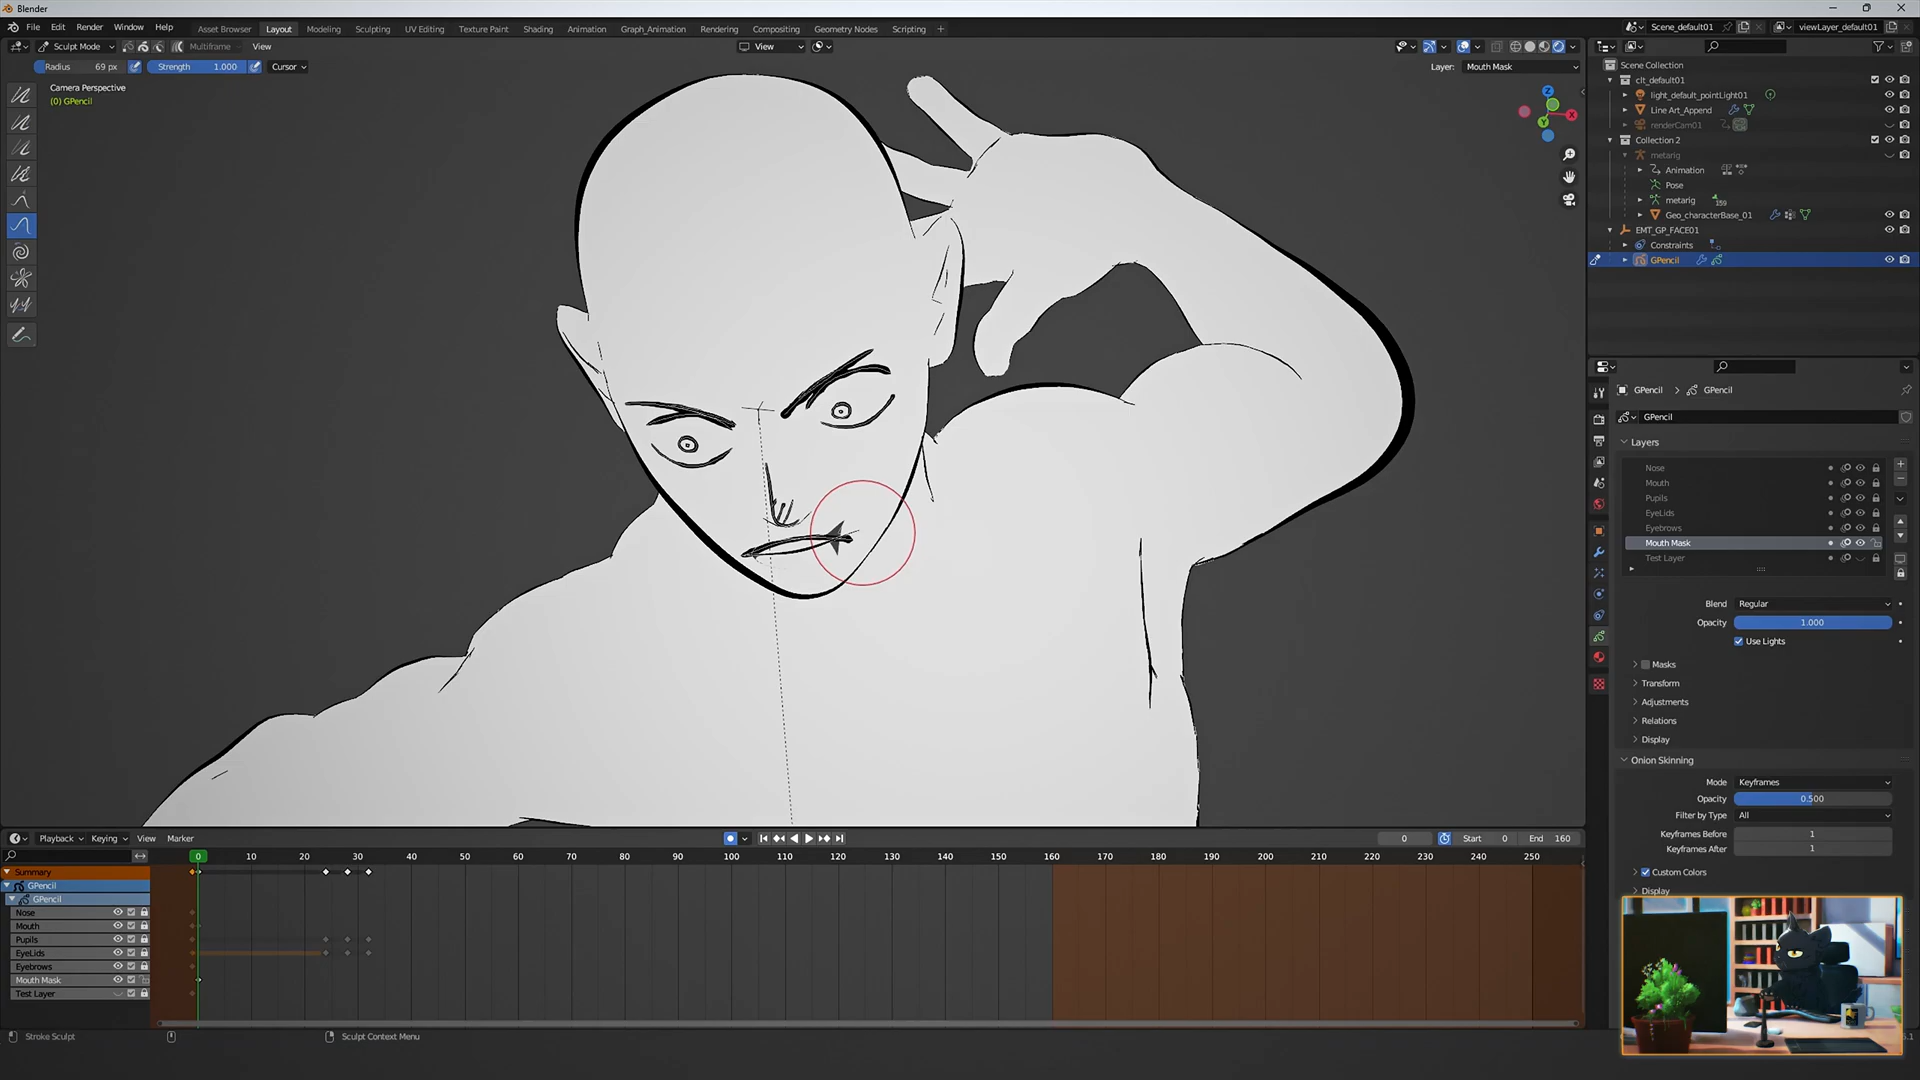 Blender
File Edit Render Window Help Asset Browser Layout Modeling Sculpting UV Editing Texture Paint Shading Animation Rendering Compositing Graph_Animation Geometry Nodes Scripting + Scene_default01 viewLayer_default01
Sculpt Mode Multiframe View View
Radius 69 px Strength 1.000 Cursor Layer: Mouth Mask
Camera Perspective
(0) GPencil
Z
X
Y
Scene Collection
clt_default01
light_default_pointLight01
Line Art_Append
renderCam01
Collection 2
metarig
Animation
Pose
metarig 159
Geo_characterBase_01
EMT_GP_FACE01
Constraints
GPencil
GPencil > GPencil
GPencil
Layers
Nose
Mouth
Pupils
EyeLids
Eyebrows
Mouth Mask
Test Layer
Blend Regular
Opacity 1.000
Use Lights
Masks
Transform
Adjustments
Relations
Display
Onion Skinning
Mode Keyframes
Opacity 0.500
Filter by Type All
Keyframes Before 1
Keyframes After 1
Custom Colors
Display
Playback Keying View Marker 0 Start 0 End 160
0 10 20 30 40 50 60 70 80 90 100 110 120 130 140 150 160 170 180 190 200 210 220 230 240 250
Summary
GPencil
GPencil
Nose
Mouth
Pupils
EyeLids
Eyebrows
Mouth Mask
Test Layer
Stroke Sculpt Sculpt Context Menu